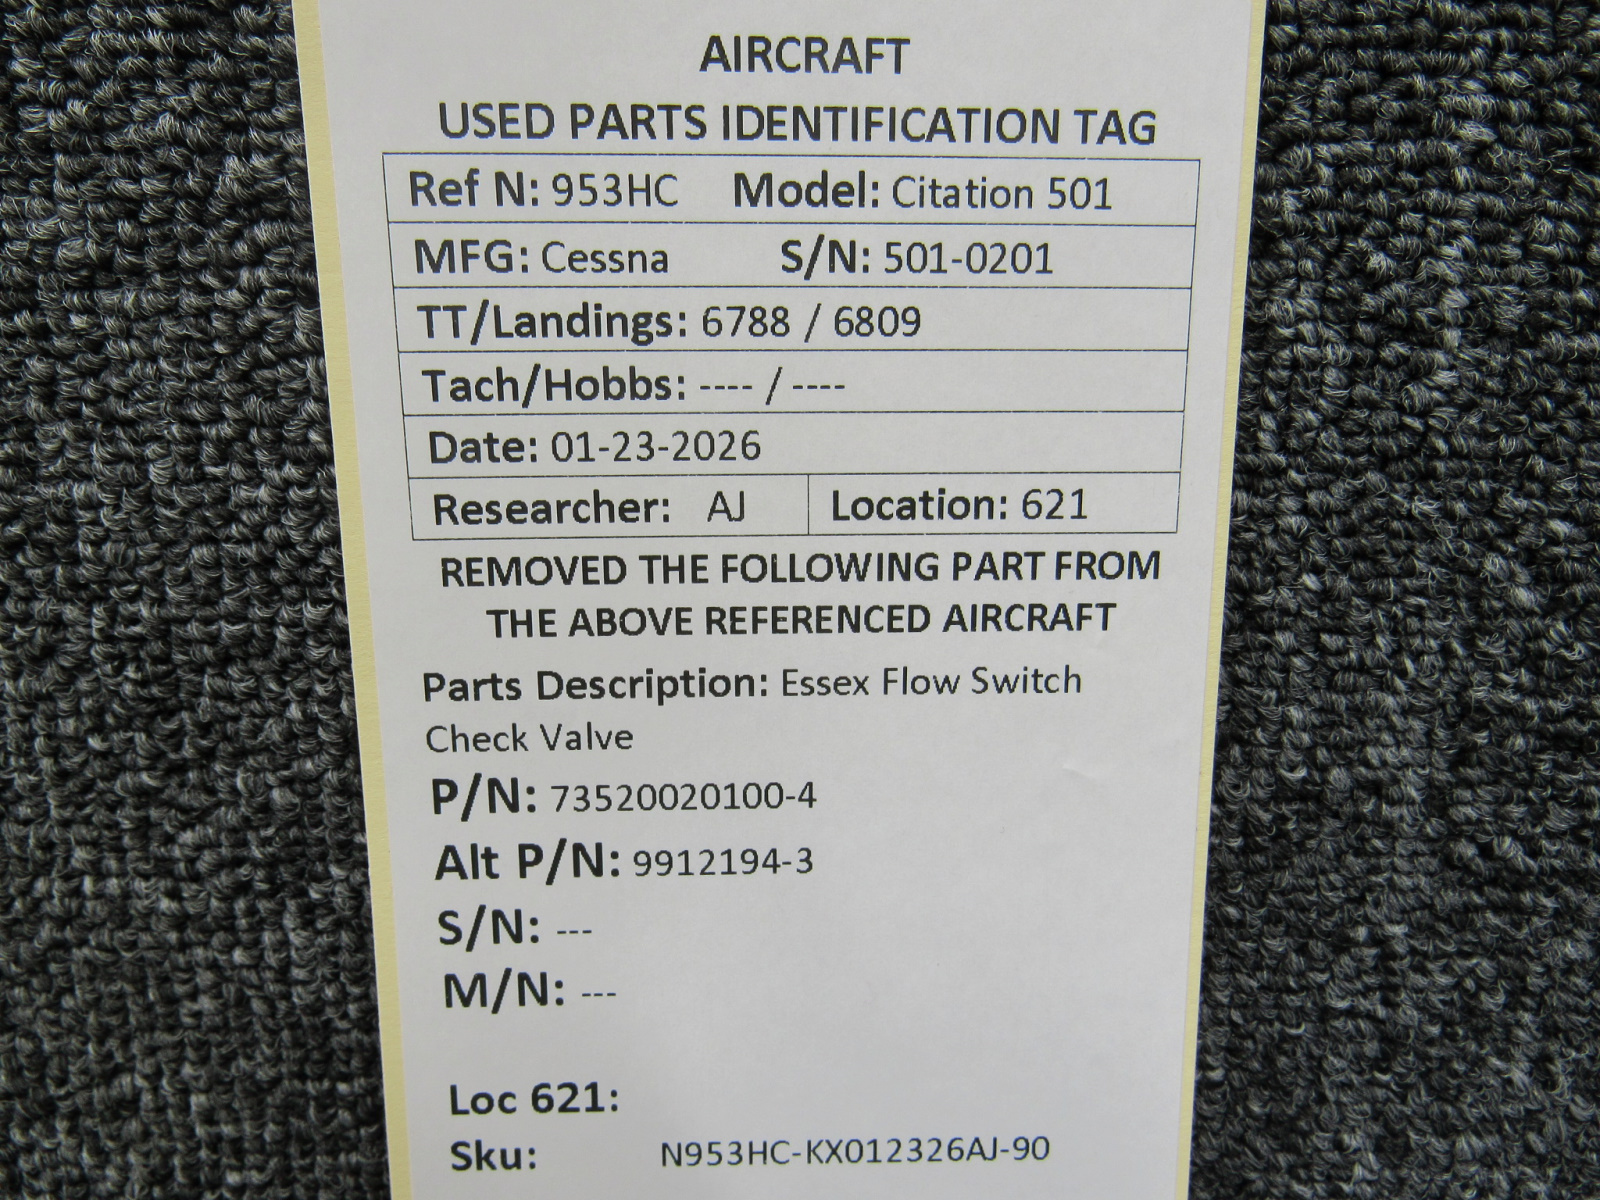 AIRCRAFT
USED PARTS IDENTIFICATION TAG
Ref N: 953HC Model: Citation 501
MFG: Cessna S/N: 501-0201
TT/Landings: 6788 / 6809
Tach/Hobbs: ---- / ----
Date: 01-23-2026
Researcher: AJ Location: 621
REMOVED THE FOLLOWING PART FROM
THE ABOVE REFERENCED AIRCRAFT
Parts Description: Essex Flow Switch
Check Valve
P/N: 73520020100-4
Alt P/N: 9912194-3
S/N: ---
M/N: ---
Loc 621:
Sku: N953HC-KX012326AJ-90